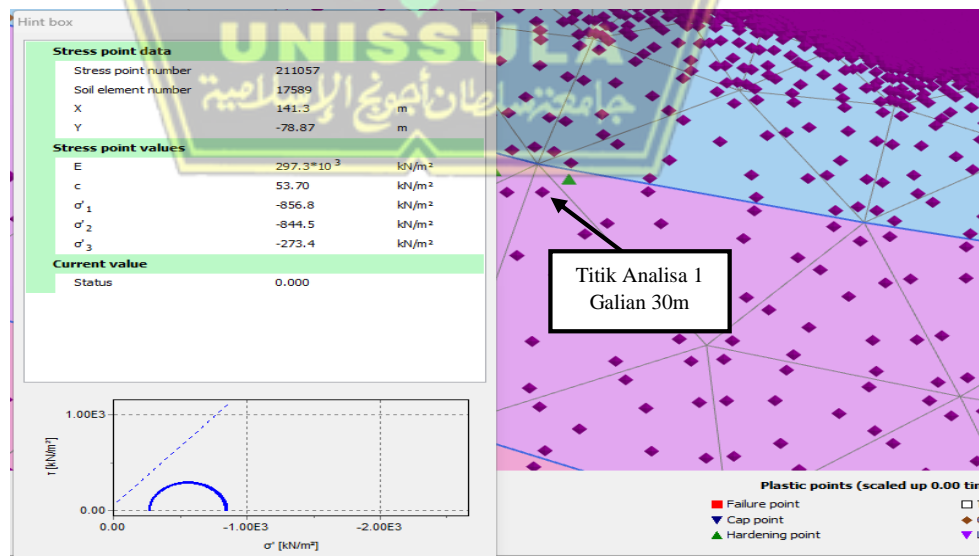 Hint box
UNISSULA
جامعتنسلطان أجونج الإسلامية
Stress point data
Stress point number 211057
Soil element number 17589
X 141.3 m
Y -78.87 m
Stress point values
E 297.3*10 3 kN/m²
c 53.70 kN/m²
σ' 1 -856.8 kN/m²
σ' 2 -844.5 kN/m²
σ' 3 -273.4 kN/m²
Current value
Status 0.000
Titik Analisa 1
Galian 30m
1.00E3
τ [kN/m²]
0.00
0.00 -1.00E3 -2.00E3
σ' [kN/m²]
Plastic points (scaled up 0.00
Failure point
Cap point
Hardening point